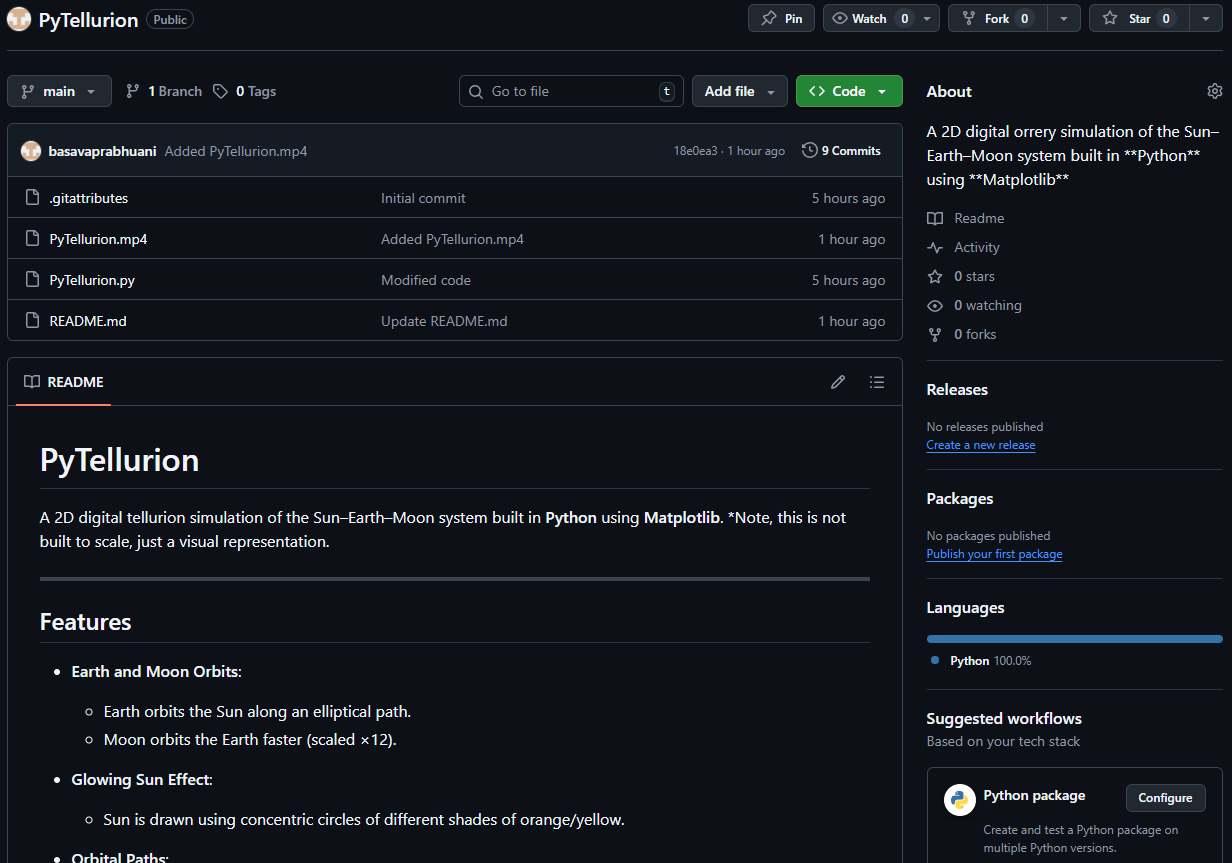 PyTellurion Public
Pin Watch 0 Fork 0 Star 0
main 1 Branch 0 Tags Go to file t Add file Code
basavaprabhuani Added PyTellurion.mp4 18e0ea3 · 1 hour ago 9 Commits
.gitattributes Initial commit 5 hours ago
PyTellurion.mp4 Added PyTellurion.mp4 1 hour ago
PyTellurion.py Modified code 5 hours ago
README.md Update README.md 1 hour ago
README
PyTellurion
A 2D digital tellurion simulation of the Sun–Earth–Moon system built in Python using Matplotlib. *Note, this is not
built to scale, just a visual representation.
Features
• Earth and Moon Orbits:
◦ Earth orbits the Sun along an elliptical path.
◦ Moon orbits the Earth faster (scaled ×12).
• Glowing Sun Effect:
◦ Sun is drawn using concentric circles of different shades of orange/yellow.
• Orbital Paths:
About
A 2D digital orrery simulation of the Sun–
Earth–Moon system built in **Python**
using **Matplotlib**
Readme
Activity
0 stars
0 watching
0 forks
Releases
No releases published
Create a new release
Packages
No packages published
Publish your first package
Languages
Python 100.0%
Suggested workflows
Based on your tech stack
Python package Configure
Create and test a Python package on
multiple Python versions.